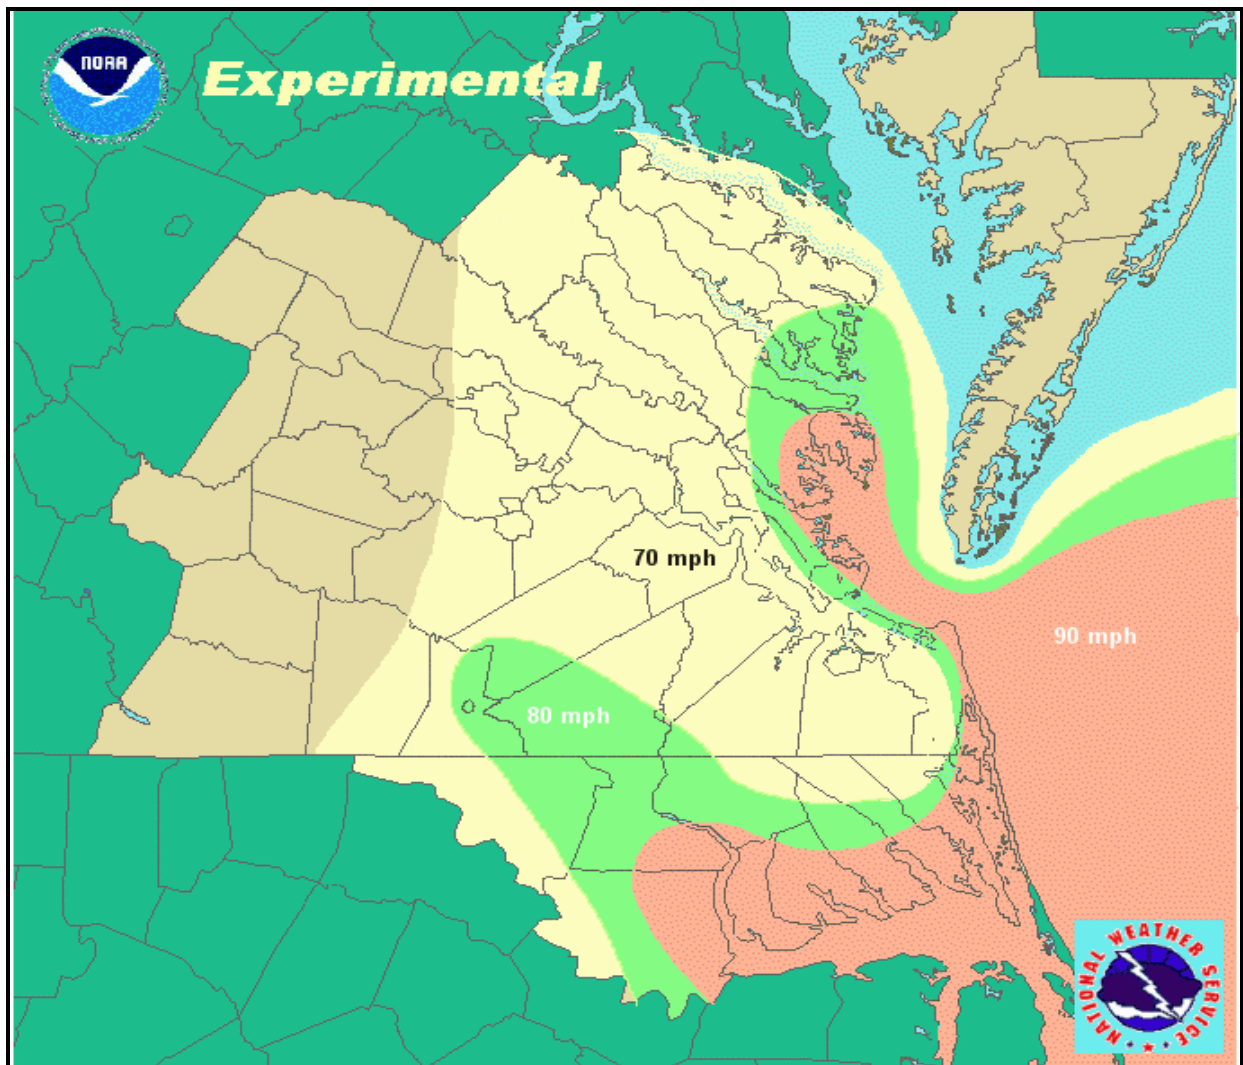 NOAA
Experimental
70 mph
90 mph
80 mph
NATIONAL WEATHER SERVICE